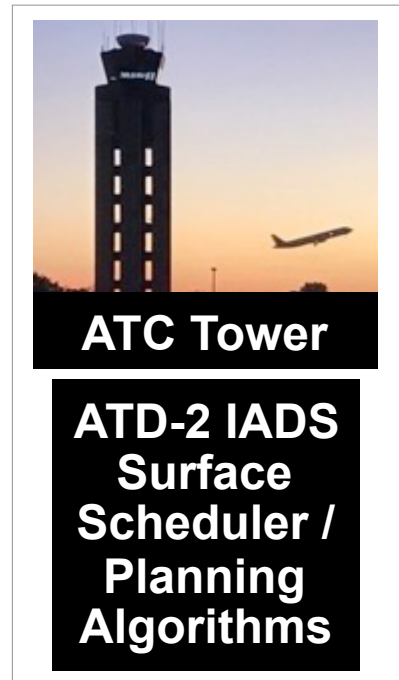 ATC Tower
ATD-2 IADS
Surface
Scheduler /
Planning
Algorithms